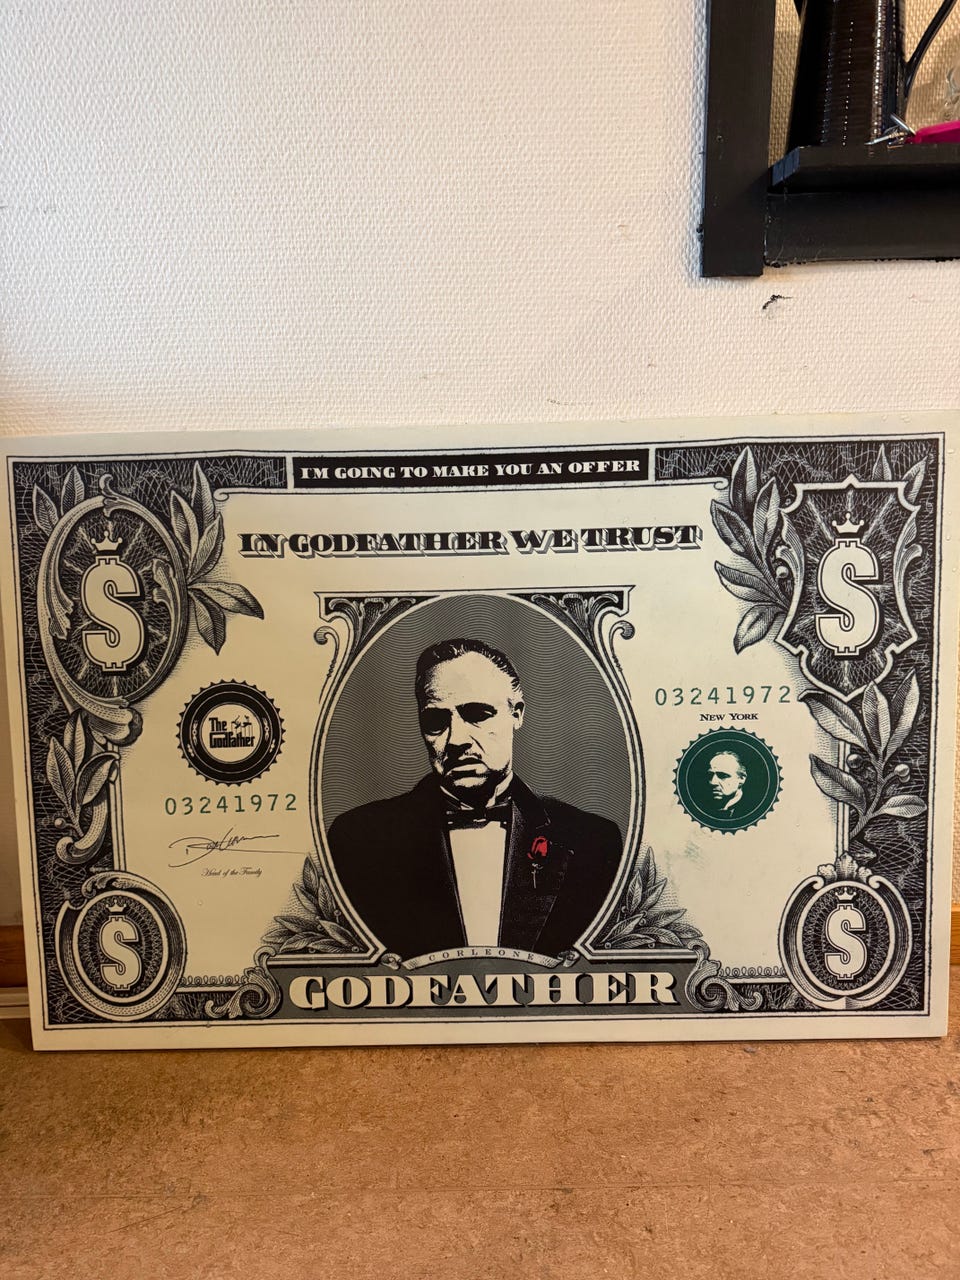 I'M GOING TO MAKE YOU AN OFFER
IN GODFATHER WE TRUST
$
$
03241972
NEW YORK
The
Godfather
03241972
Head of the Family
$
$
CORLEONE
GODFATHER